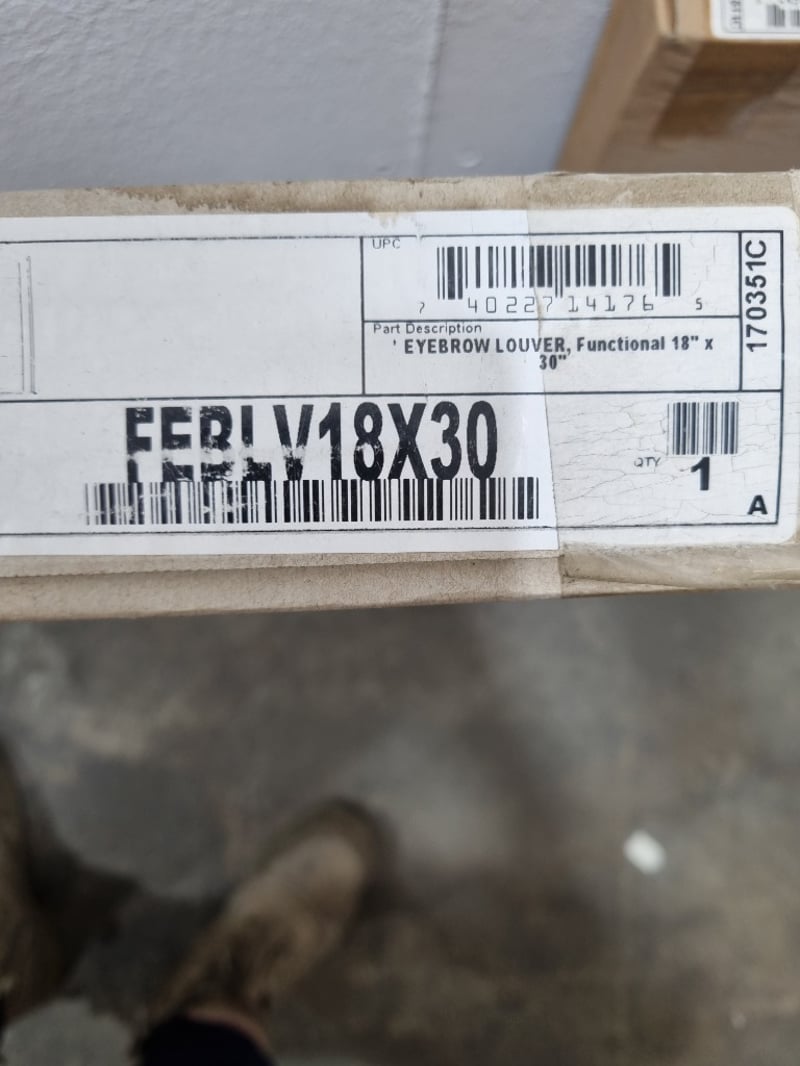 UPC
7 40227 14176 5
170351C
Part Description
' EYEBROW LOUVER, Functional 18" x
30"
FEBLV18X30
QTY
1
A